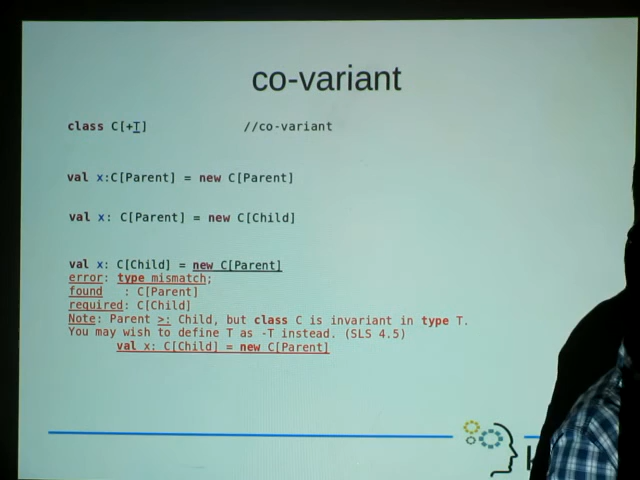 co-variant
class C[+T] //co-variant
val x:C[Parent] = new C[Parent]
val x: C[Parent] = new C[Child]
val x: C[Child] = new C[Parent]
error: type mismatch;
found : C[Parent]
required: C[Child]
Note: Parent >: Child, but class C is invariant in type T.
You may wish to define T as -T instead. (SLS 4.5)
val x: C[Child] = new C[Parent]